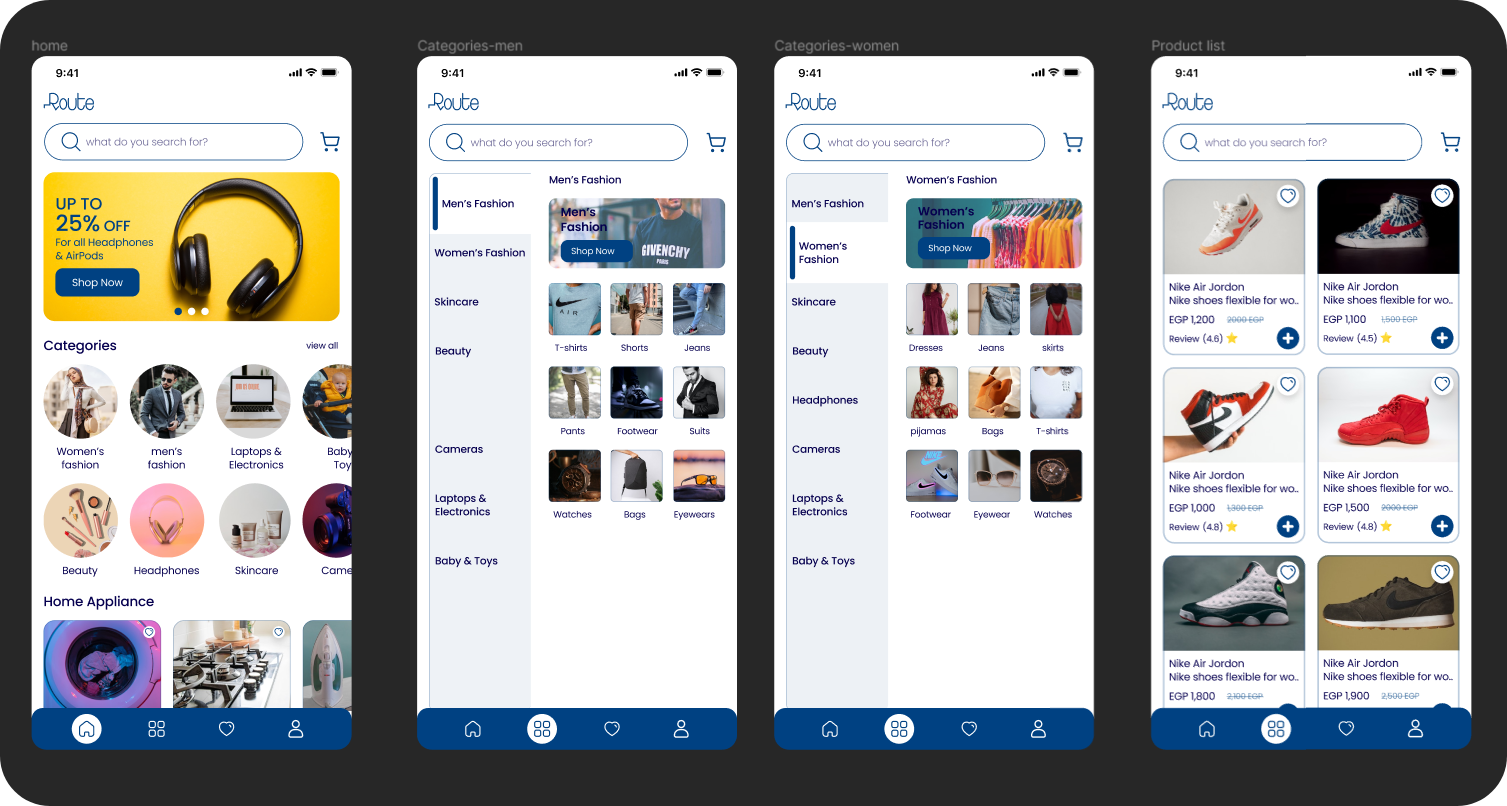 home
9:41
Route
what do you search for?
UP TO
25% OFF
For all Headphones
& AirPods
Shop Now
Categories
view all
Women's
fashion
men's
fashion
Laptops &
Electronics
Baby
Toy
Beauty
Headphones
Skincare
Came
Home Appliance
Categories-men
9:41
Route
what do you search for?
Men's Fashion
Women's Fashion
Skincare
Beauty
Cameras
Laptops &
Electronics
Baby & Toys
Men's Fashion
Men's
Fashion
Shop Now
GIVENCHY
PARIS
AIR
T-shirts
Shorts
Jeans
Pants
Footwear
Suits
Watches
Bags
Eyewears
Categories-women
9:41
Route
what do you search for?
Men's Fashion
Women's
Fashion
Skincare
Beauty
Headphones
Cameras
Laptops &
Electronics
Baby & Toys
Women's Fashion
Women's
Fashion
Shop Now
Dresses
Jeans
skirts
pijamas
Bags
T-shirts
Footwear
Eyewear
Watches
Product list
9:41
Route
what do you search for?
Nike Air Jordon
Nike shoes flexible for wo..
EGP 1,200 2000 EGP
Review (4.6)
Nike Air Jordon
Nike shoes flexible for wo..
EGP 1,100 1,500 EGP
Review (4.5)
Nike Air Jordon
Nike shoes flexible for wo..
EGP 1,000 1,300 EGP
Review (4.8)
Nike Air Jordon
Nike shoes flexible for wo..
EGP 1,500 2000 EGP
Review (4.8)
Nike Air Jordon
Nike shoes flexible for wo..
EGP 1,800 2,100 EGP
Nike Air Jordon
Nike shoes flexible for wo..
EGP 1,900 2,500 EGP